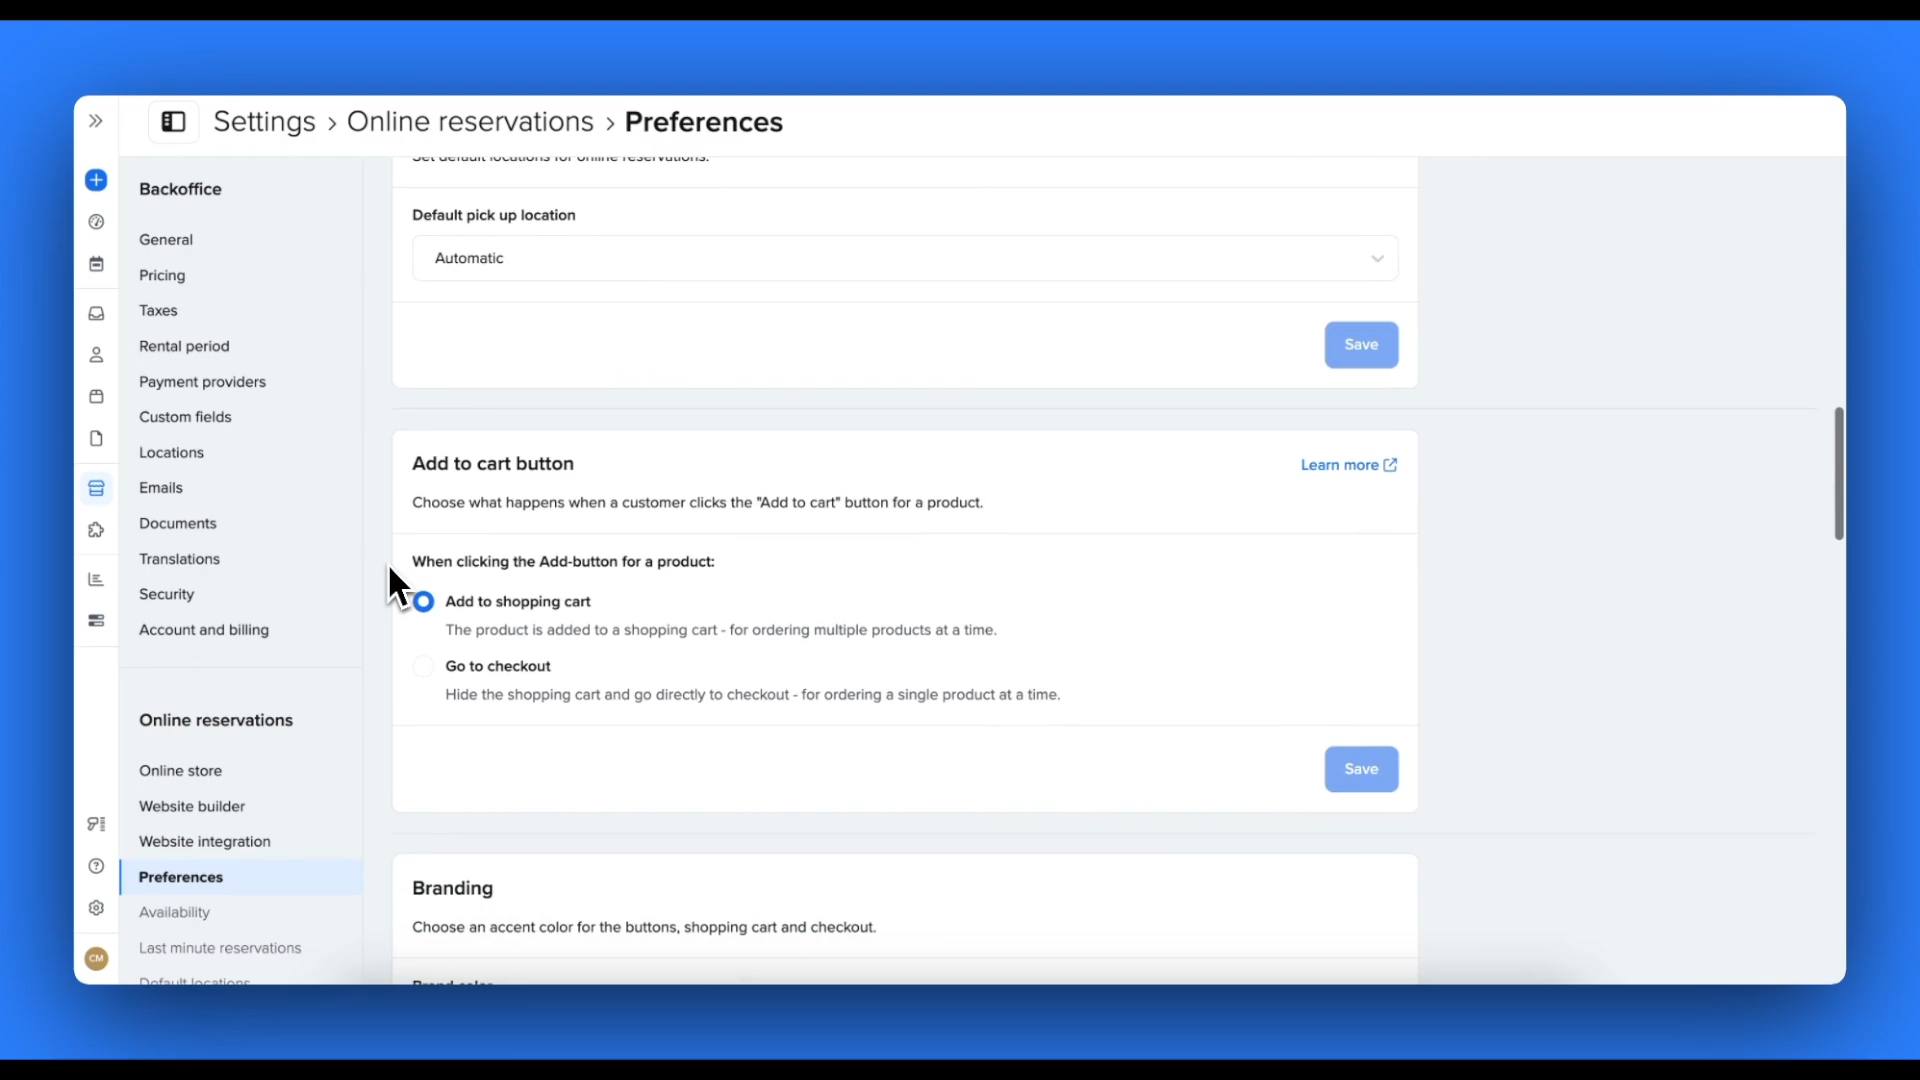 Settings › Online reservations › Preferences
Backoffice
General
Pricing
Taxes
Rental period
Payment providers
Custom fields
Locations
Emails
Documents
Translations
Security
Account and billing
Online reservations
Online store
Website builder
Website integration
Preferences
Availability
Last minute reservations
Default locations
CM
Set default locations for online reservations.
Default pick up location
Automatic
Save
Add to cart button
Learn more
Choose what happens when a customer clicks the "Add to cart" button for a product.
When clicking the Add-button for a product:
Add to shopping cart
The product is added to a shopping cart - for ordering multiple products at a time.
Go to checkout
Hide the shopping cart and go directly to checkout - for ordering a single product at a time.
Save
Branding
Choose an accent color for the buttons, shopping cart and checkout.
Brand color